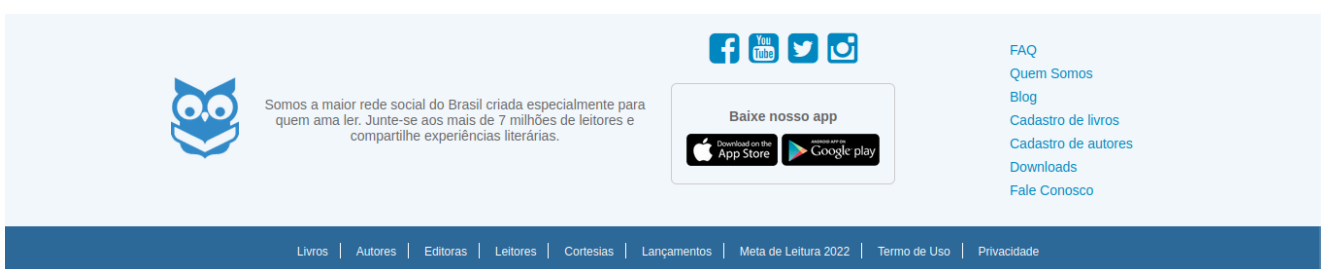 Somos a maior rede social do Brasil criada especialmente para
quem ama ler. Junte-se aos mais de 7 milhões de leitores e
compartilhe experiências literárias.
You
Tube
Baixe nosso app
Download on the
App Store
ANDROID APP ON
Google play
FAQ
Quem Somos
Blog
Cadastro de livros
Cadastro de autores
Downloads
Fale Conosco
Livros | Autores | Editoras | Leitores | Cortesias | Lançamentos | Meta de Leitura 2022 | Termo de Uso | Privacidade